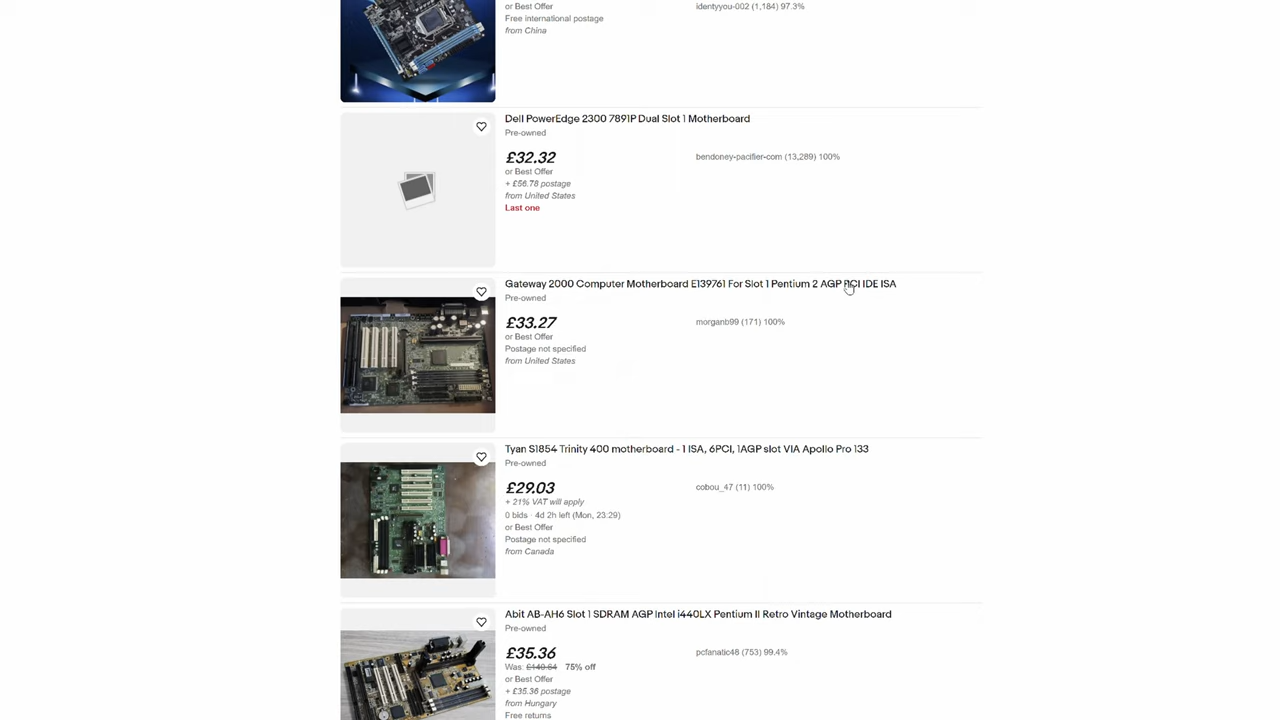 or Best Offer
identyyou-002 (1,184) 97.3%
Free international postage
from China
Dell PowerEdge 2300 7891P Dual Slot 1 Motherboard
Pre-owned
£32.32
bendoney-pacifier-com (13,289) 100%
or Best Offer
+ £56.78 postage
from United States
Last one
Gateway 2000 Computer Motherboard E139761 For Slot 1 Pentium 2 AGP PCI IDE ISA
Pre-owned
£33.27
morganb99 (171) 100%
or Best Offer
Postage not specified
from United States
Tyan S1854 Trinity 400 motherboard - 1 ISA, 6PCI, 1AGP slot VIA Apollo Pro 133
Pre-owned
£29.03
cobou_47 (11) 100%
+ 21% VAT will apply
0 bids · 4d 2h left (Mon, 23:29)
or Best Offer
Postage not specified
from Canada
Abit AB-AH6 Slot 1 SDRAM AGP Intel i440LX Pentium II Retro Vintage Motherboard
Pre-owned
£35.36
pcfanatic48 (753) 99.4%
Was: £140.64 75% off
or Best Offer
+ £35.36 postage
from Hungary
Free returns